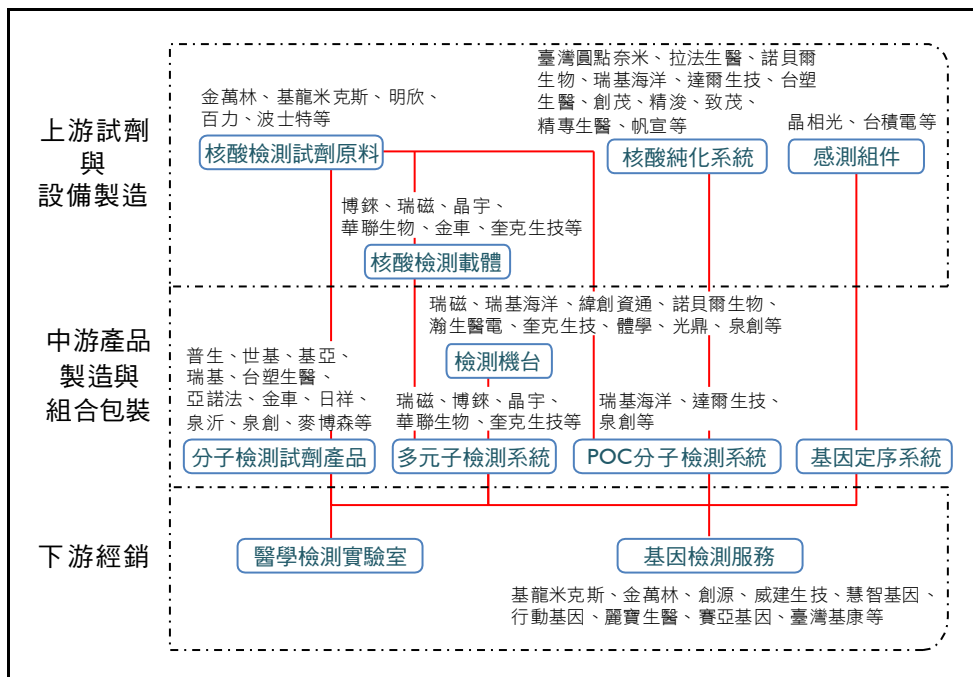 上游試劑
與
設備製造
金萬林、基龍米克斯、明欣、
百力、波士特等
核酸檢測試劑原料
臺灣圓點奈米、拉法生醫、諾貝爾
生物、瑞基海洋、達爾生技、台塑
生醫、創茂、精浚、致茂、
精專生醫、帆宣等
核酸純化系統
晶相光、台積電等
感測組件
博錸、瑞磁、晶宇、
華聯生物、金車、奎克生技等
核酸檢測載體
中游產品
製造與
組合包裝
瑞磁、瑞基海洋、緯創資通、諾貝爾生物、
瀚生醫電、奎克生技、體學、光鼎、泉創等
檢測機台
普生、世基、基亞、
瑞基、台塑生醫、
亞諾法、金車、日祥、
泉沂、泉創、麥博森等
分子檢測試劑產品
瑞磁、博錸、晶宇、
華聯生物、奎克生技等
多元子檢測系統
瑞基海洋、達爾生技、
泉創等
POC分子檢測系統
基因定序系統
下游經銷
醫學檢測實驗室
基因檢測服務
基龍米克斯、金萬林、創源、威建生技、慧智基因、
行動基因、麗寶生醫、賽亞基因、臺灣基康等